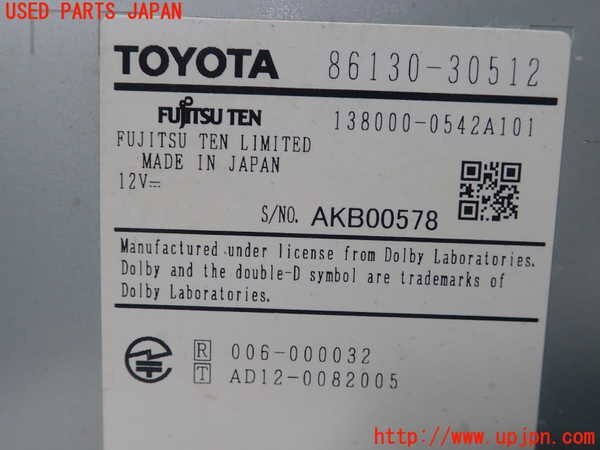 USED PARTS JAPAN
TOYOTA 86130-30512
FUJITSU TEN 138000-0542A101
FUJITSU TEN LIMITED
MADE IN JAPAN
12V⎓
S/NO. AKB00578
Manufactured under license from Dolby Laboratories.
Dolby and the double-D symbol are trademarks of
Dolby Laboratories.
R 006-000032
T AD12-0082005
http://www.upjpn.com/